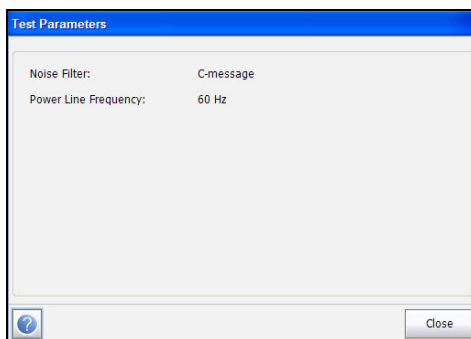 Test Parameters
Noise Filter: C-message
Power Line Frequency: 60 Hz
?
Close